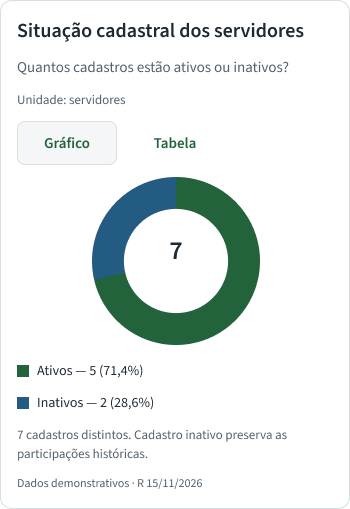 Situação cadastral dos servidores
Quantos cadastros estão ativos ou inativos?
Unidade: servidores
Gráfico
Tabela
7
Ativos — 5 (71,4%)
Inativos — 2 (28,6%)
7 cadastros distintos. Cadastro inativo preserva as
participações históricas.
Dados demonstrativos · R 15/11/2026